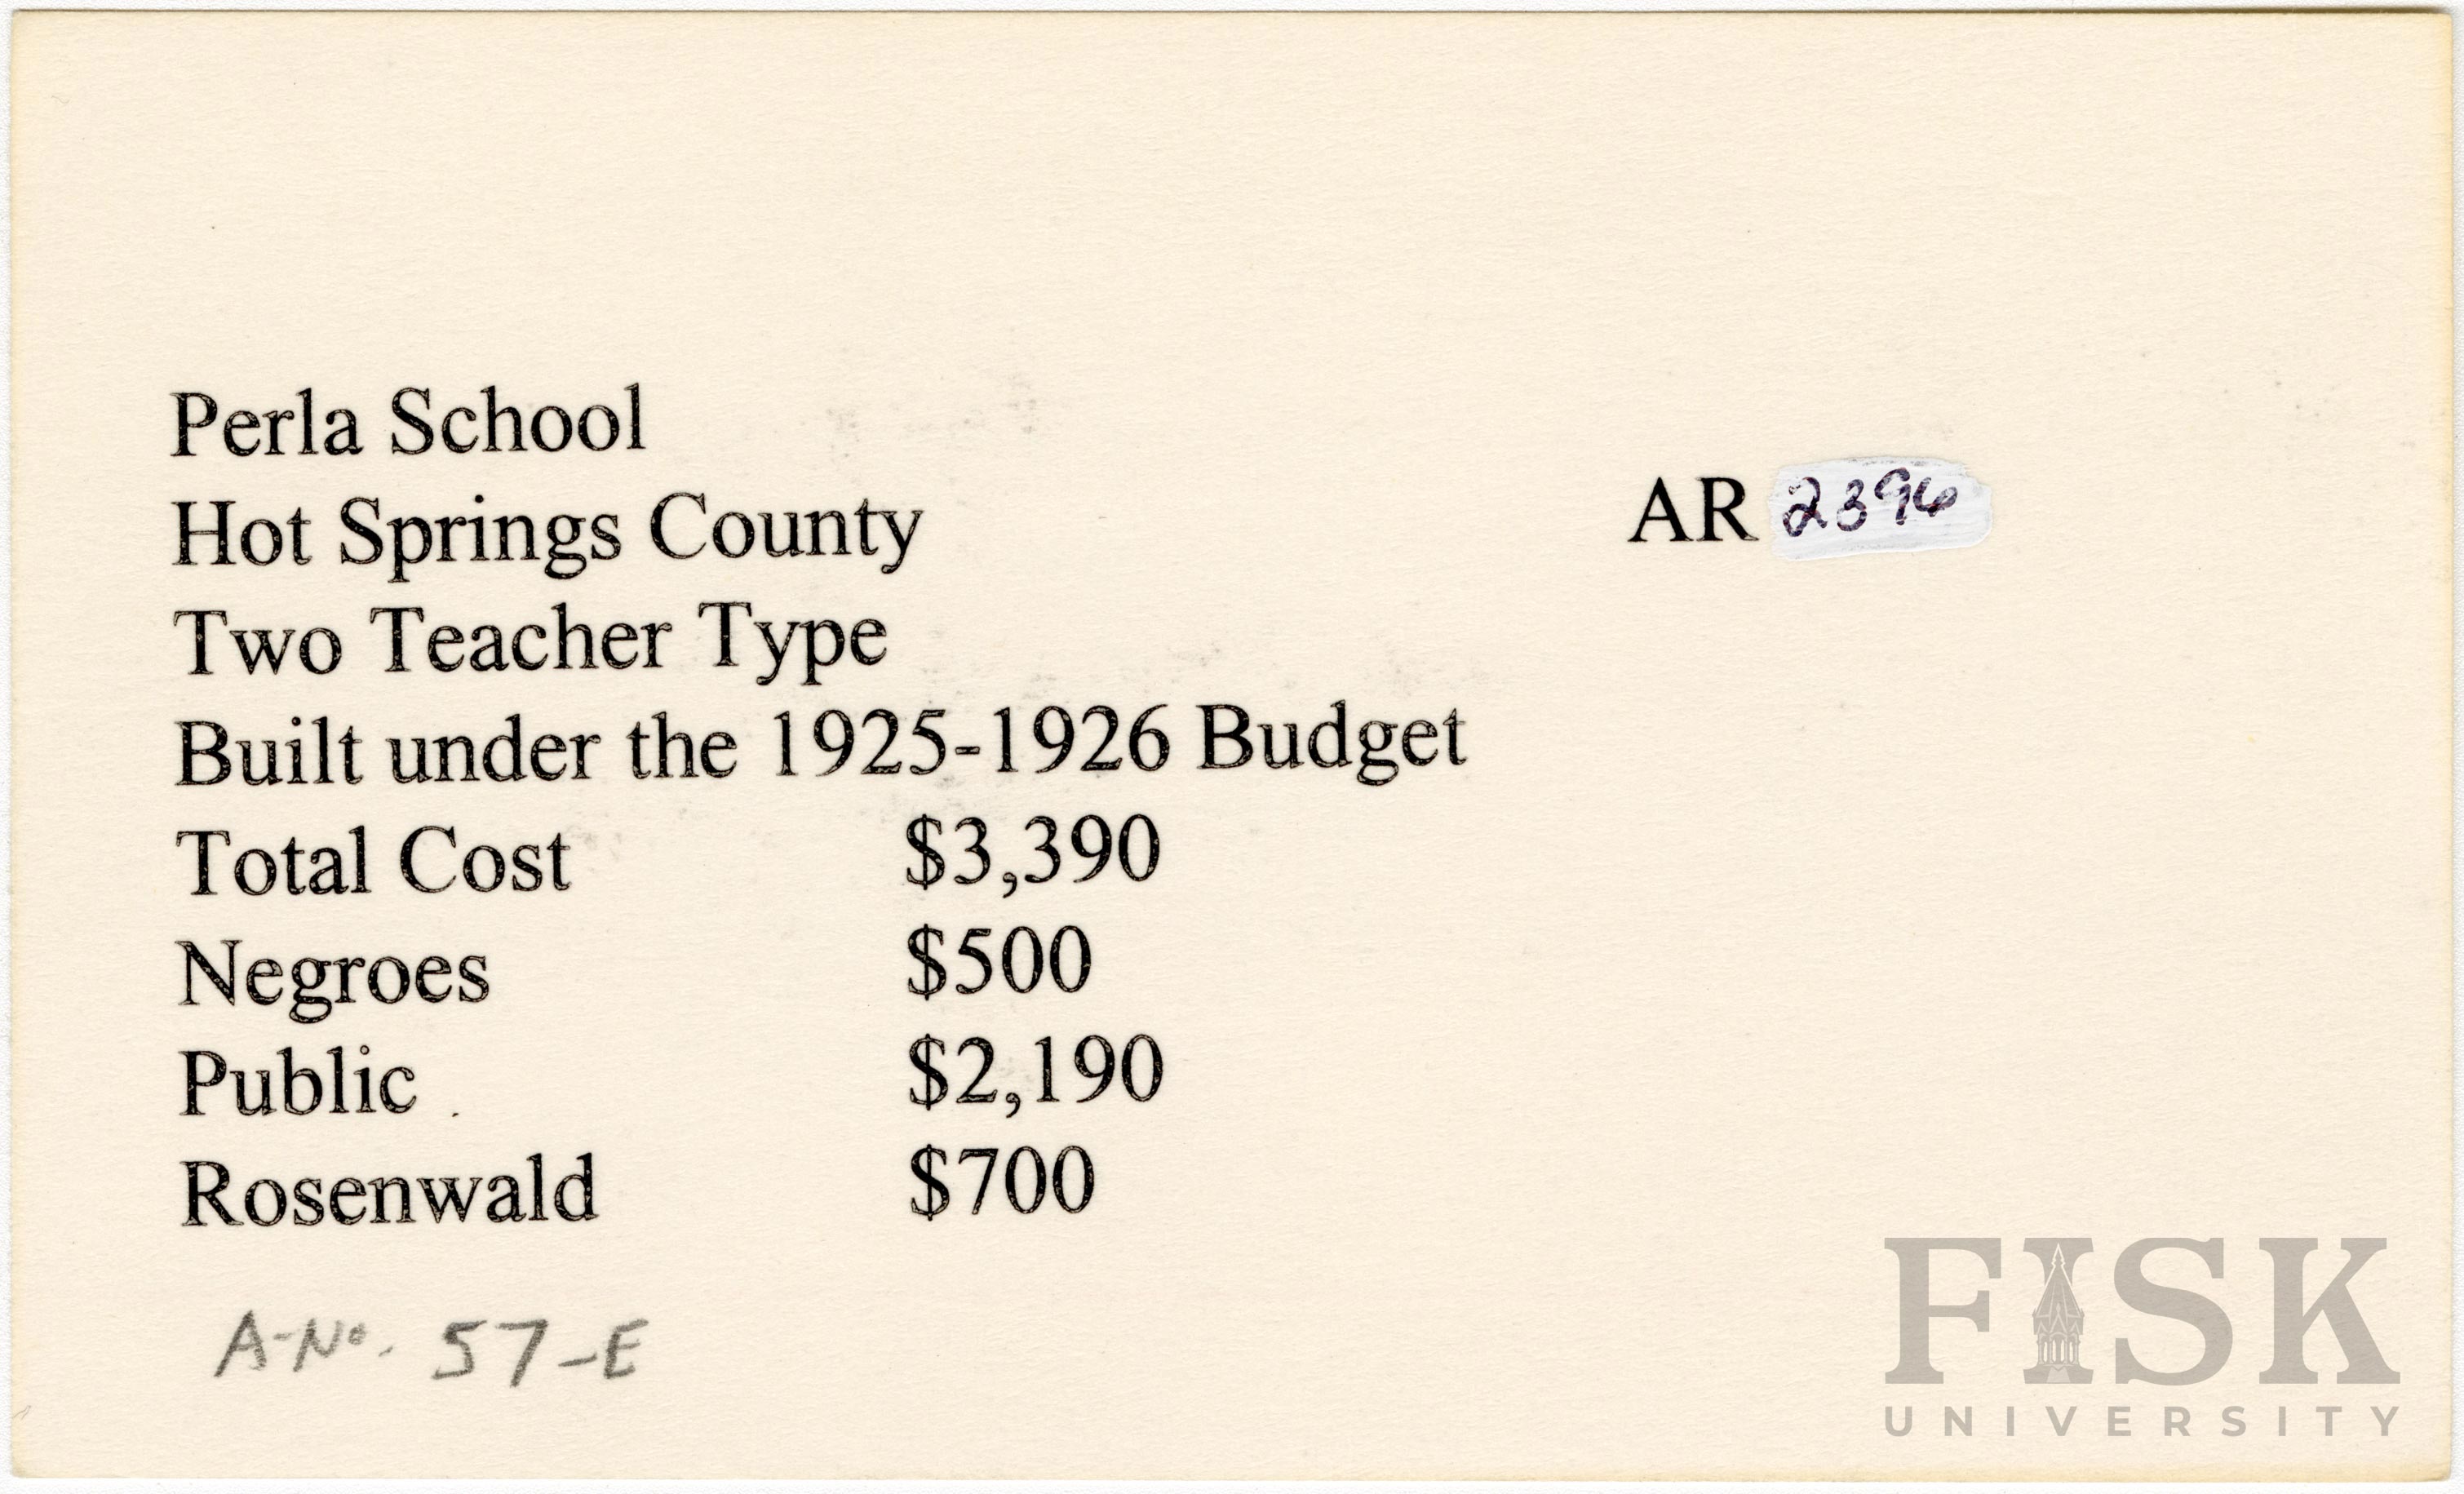 Perla School
Hot Springs County
AR 2396
Two Teacher Type
Built under the 1925-1926 Budget
Total Cost $3,390
Negroes $500
Public $2,190
Rosenwald $700
A-No. 57-E
FISK
UNIVERSITY